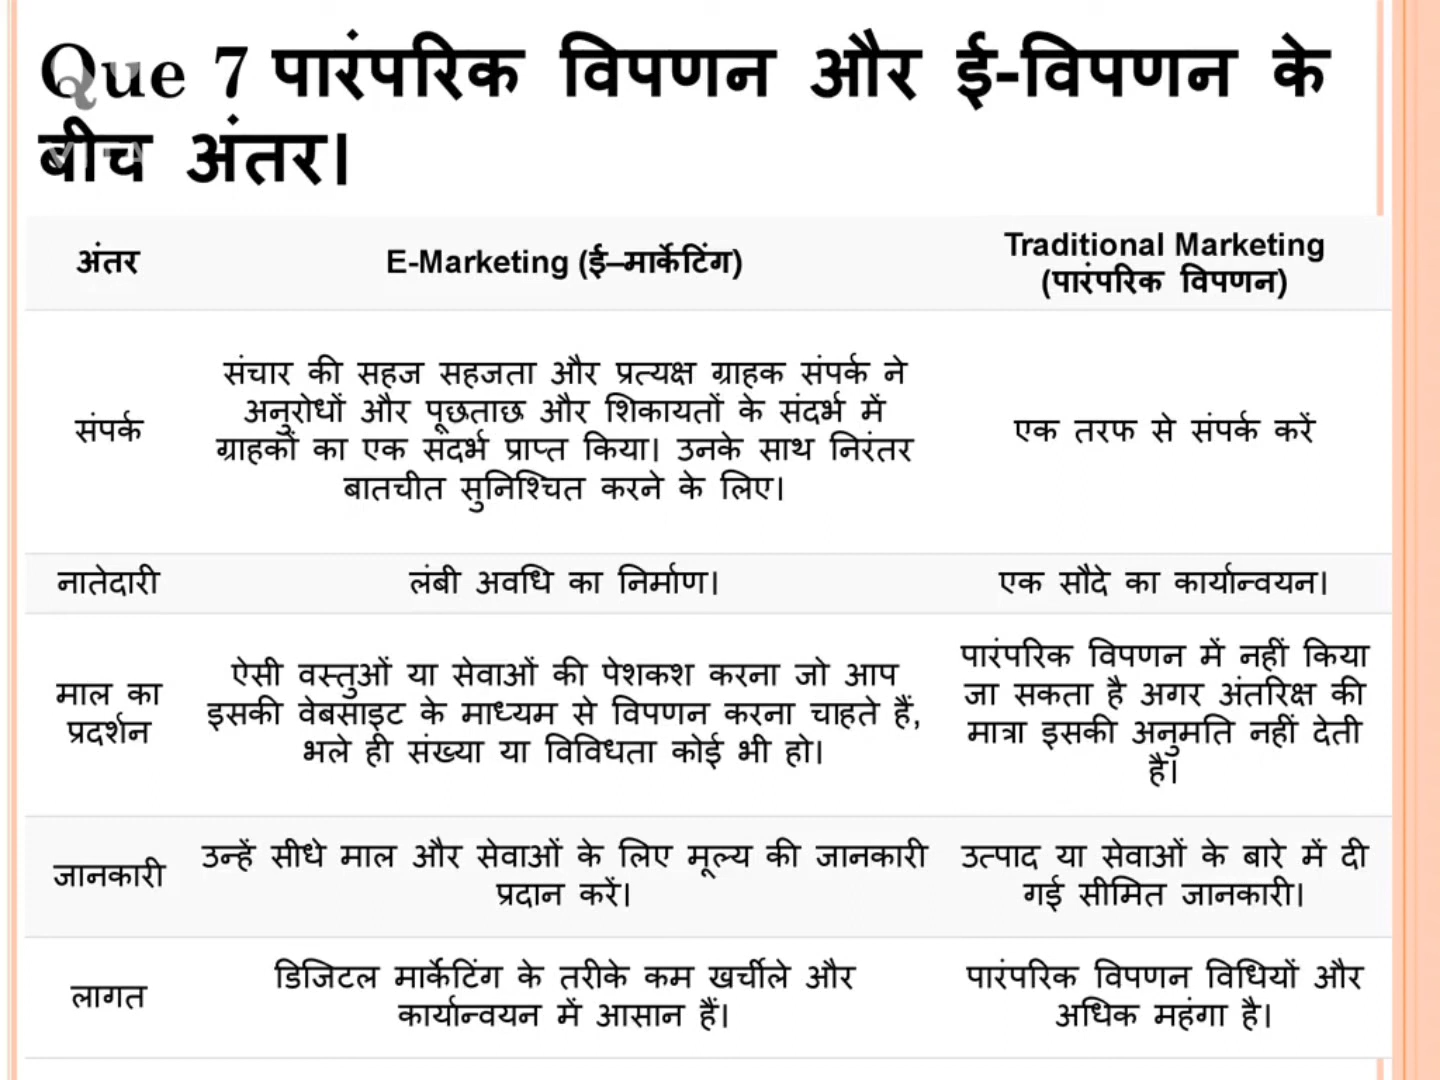 Que 7 पारंपरिक विपणन और ई-विपणन के
बीच अंतर।
VITA
अंतर
E-Marketing (ई–मार्केटिंग)
Traditional Marketing
(पारंपरिक विपणन)
संपर्क
संचार की सहज सहजता और प्रत्यक्ष ग्राहक संपर्क ने
अनुरोधों और पूछताछ और शिकायतों के संदर्भ में
ग्राहकों का एक संदर्भ प्राप्त किया। उनके साथ निरंतर
बातचीत सुनिश्चित करने के लिए।
एक तरफ से संपर्क करें
नातेदारी
लंबी अवधि का निर्माण।
एक सौदे का कार्यान्वयन।
माल का
प्रदर्शन
ऐसी वस्तुओं या सेवाओं की पेशकश करना जो आप
इसकी वेबसाइट के माध्यम से विपणन करना चाहते हैं,
भले ही संख्या या विविधता कोई भी हो।
पारंपरिक विपणन में नहीं किया
जा सकता है अगर अंतरिक्ष की
मात्रा इसकी अनुमति नहीं देती
है।
जानकारी
उन्हें सीधे माल और सेवाओं के लिए मूल्य की जानकारी
प्रदान करें।
उत्पाद या सेवाओं के बारे में दी
गई सीमित जानकारी।
लागत
डिजिटल मार्केटिंग के तरीके कम खर्चीले और
कार्यान्वयन में आसान हैं।
पारंपरिक विपणन विधियों और
अधिक महंगा है।